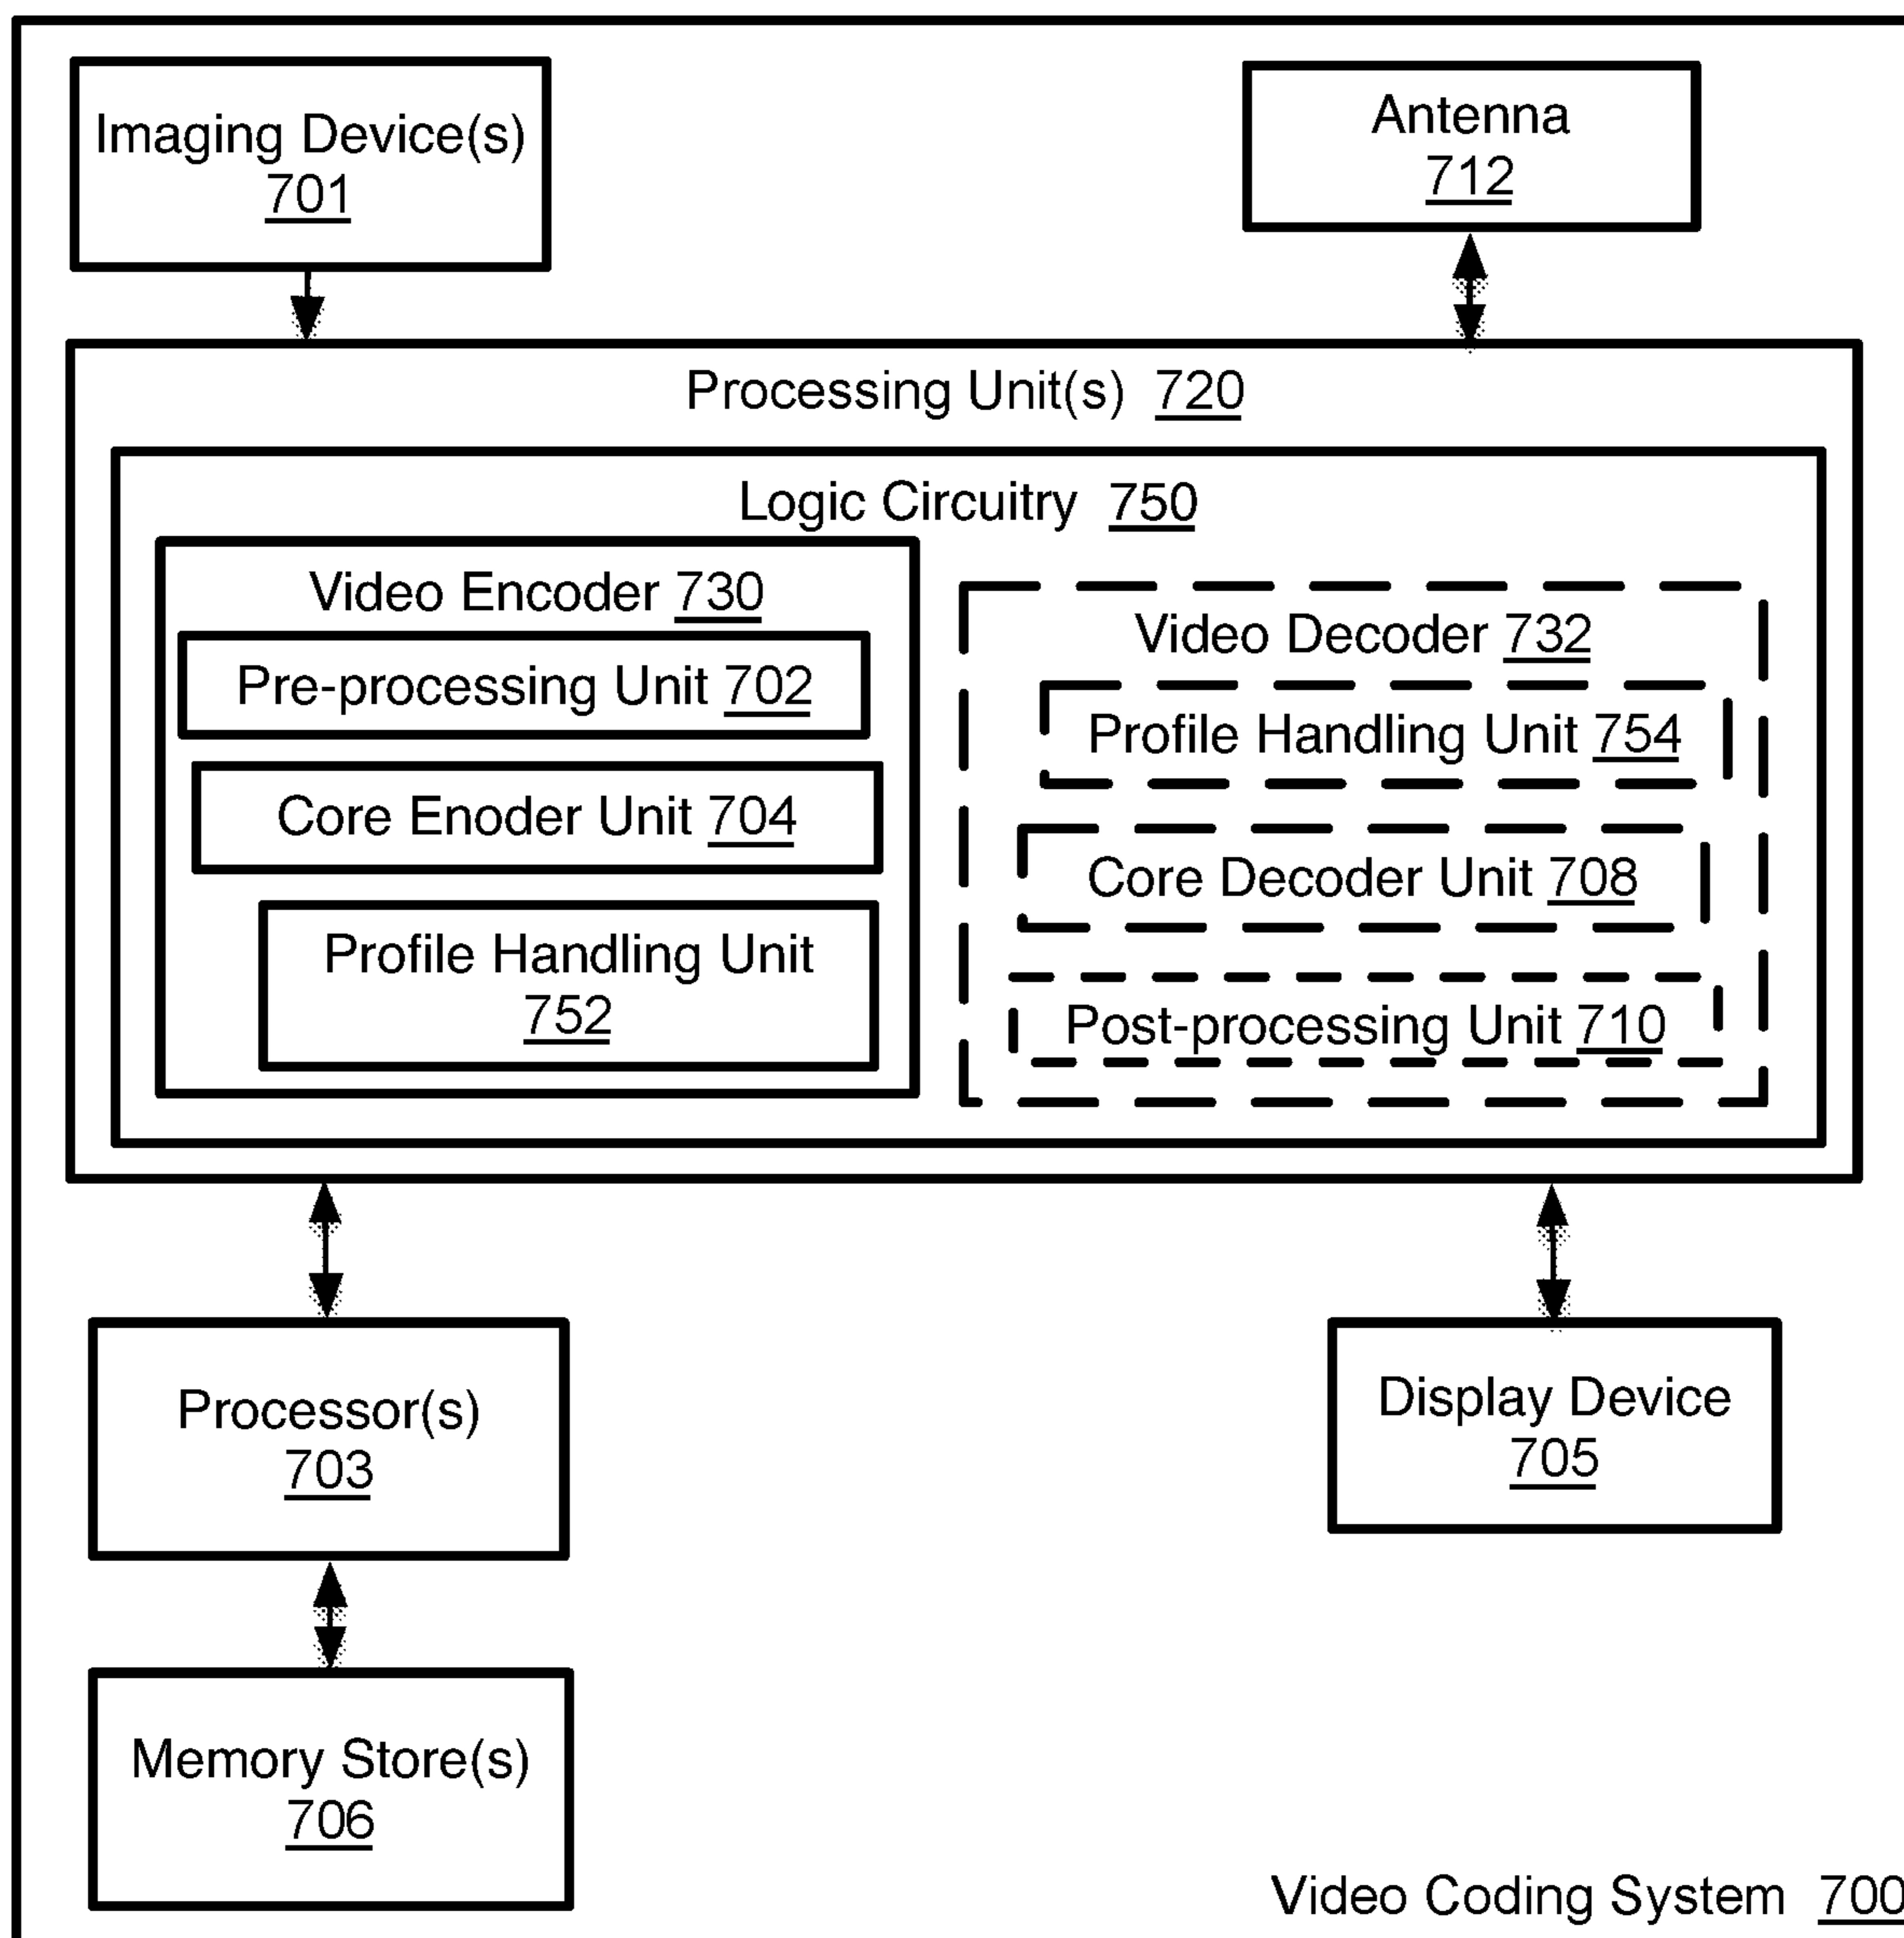 Imaging Device(s)
701
Antenna
712
Processing Unit(s) 720
Logic Circuitry 750
Video Encoder 730
Pre-processing Unit 702
Core Enoder Unit 704
Profile Handling Unit
752
Video Decoder 732
Profile Handling Unit 754
Core Decoder Unit 708
Post-processing Unit 710
Processor(s)
703
Display Device
705
Memory Store(s)
706
Video Coding System 700